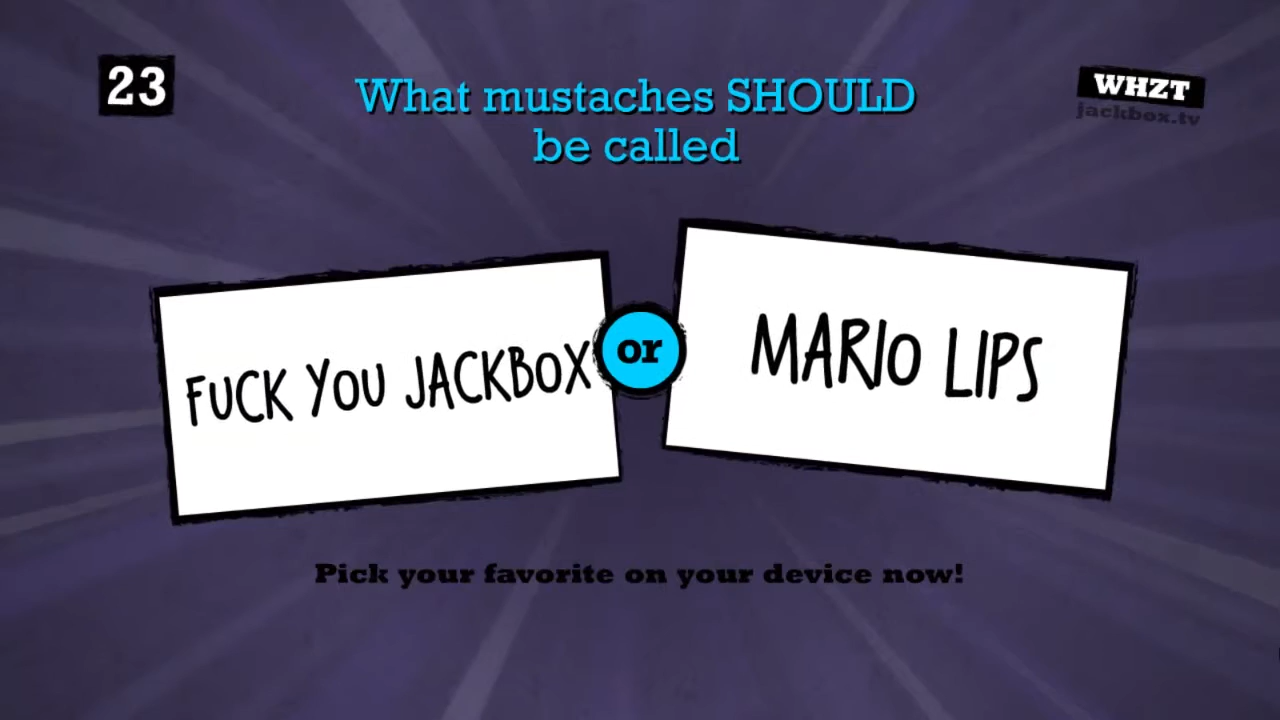 23
What mustaches SHOULD
be called
WHZT
jackbox.tv
FUCK YOU JACKBOX
or
MARIO LIPS
Pick your favorite on your device now!